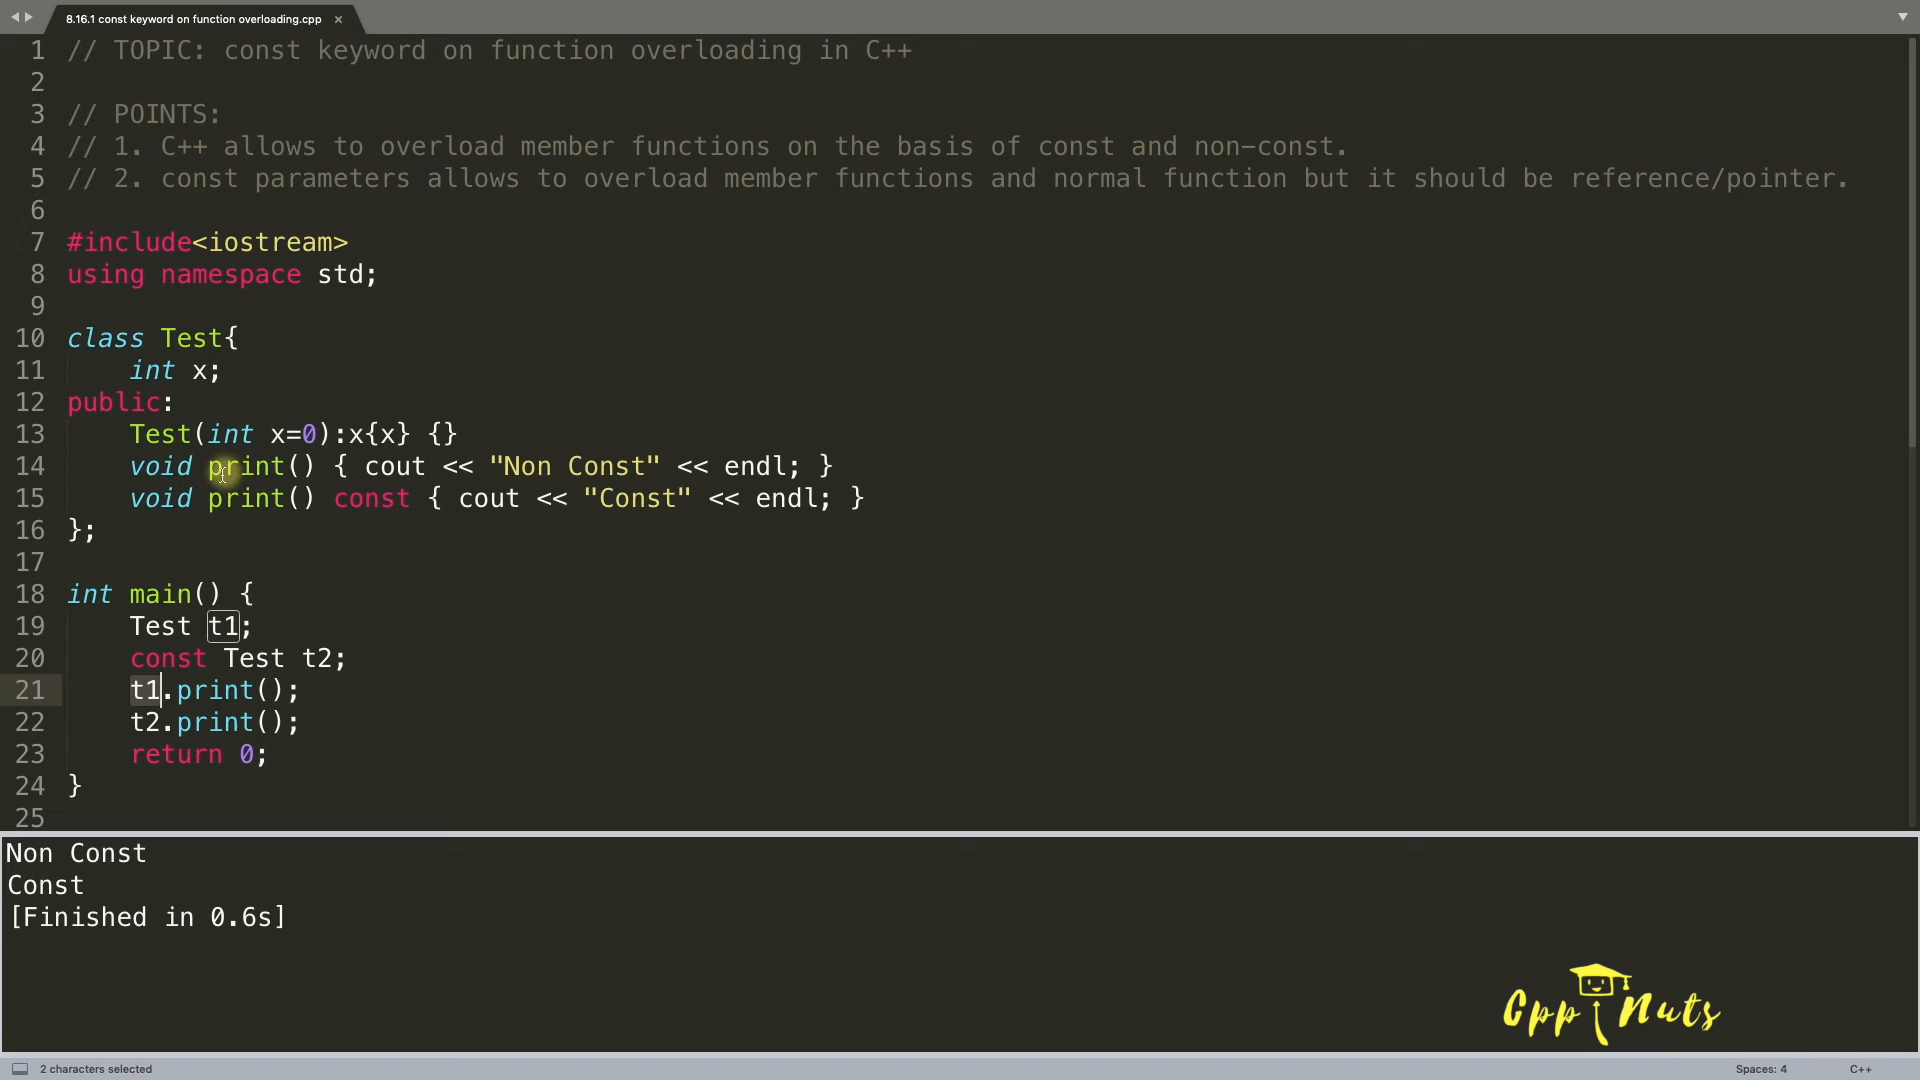 8.16.1 const keyword on function overloading.cpp ×
1 // TOPIC: const keyword on function overloading in C++
2
3 // POINTS:
4 // 1. C++ allows to overload member functions on the basis of const and non-const.
5 // 2. const parameters allows to overload member functions and normal function but it should be reference/pointer.
6
7 #include<iostream>
8 using namespace std;
9
10 class Test{
11     int x;
12 public:
13     Test(int x=0):x{x} {}
14     void print() { cout << "Non Const" << endl; }
15     void print() const { cout << "Const" << endl; }
16 };
17
18 int main() {
19     Test t1;
20     const Test t2;
21     t1.print();
22     t2.print();
23     return 0;
24 }
25
Non Const
Const
[Finished in 0.6s]
Cpp Nuts
2 characters selected Spaces: 4 C++